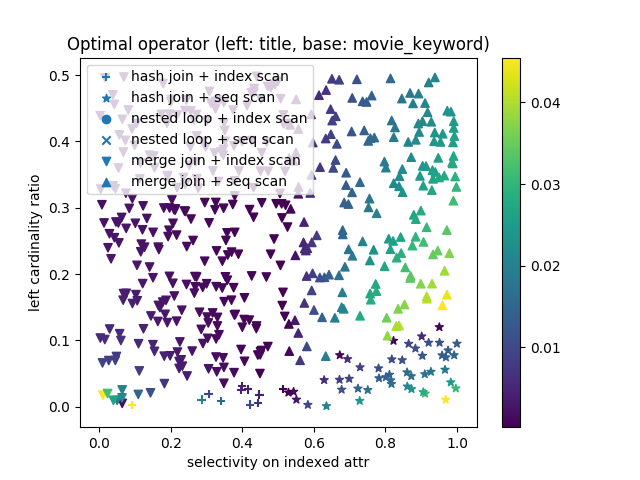 Optimal operator (left: title, base: movie_keyword)
hash join + index scan
hash join + seq scan
nested loop + index scan
nested loop + seq scan
merge join + index scan
merge join + seq scan
left cardinality ratio
0.5
0.4
0.3
0.2
0.1
0.0
0.0 0.2 0.4 0.6 0.8 1.0
selectivity on indexed attr
0.04
0.03
0.02
0.01